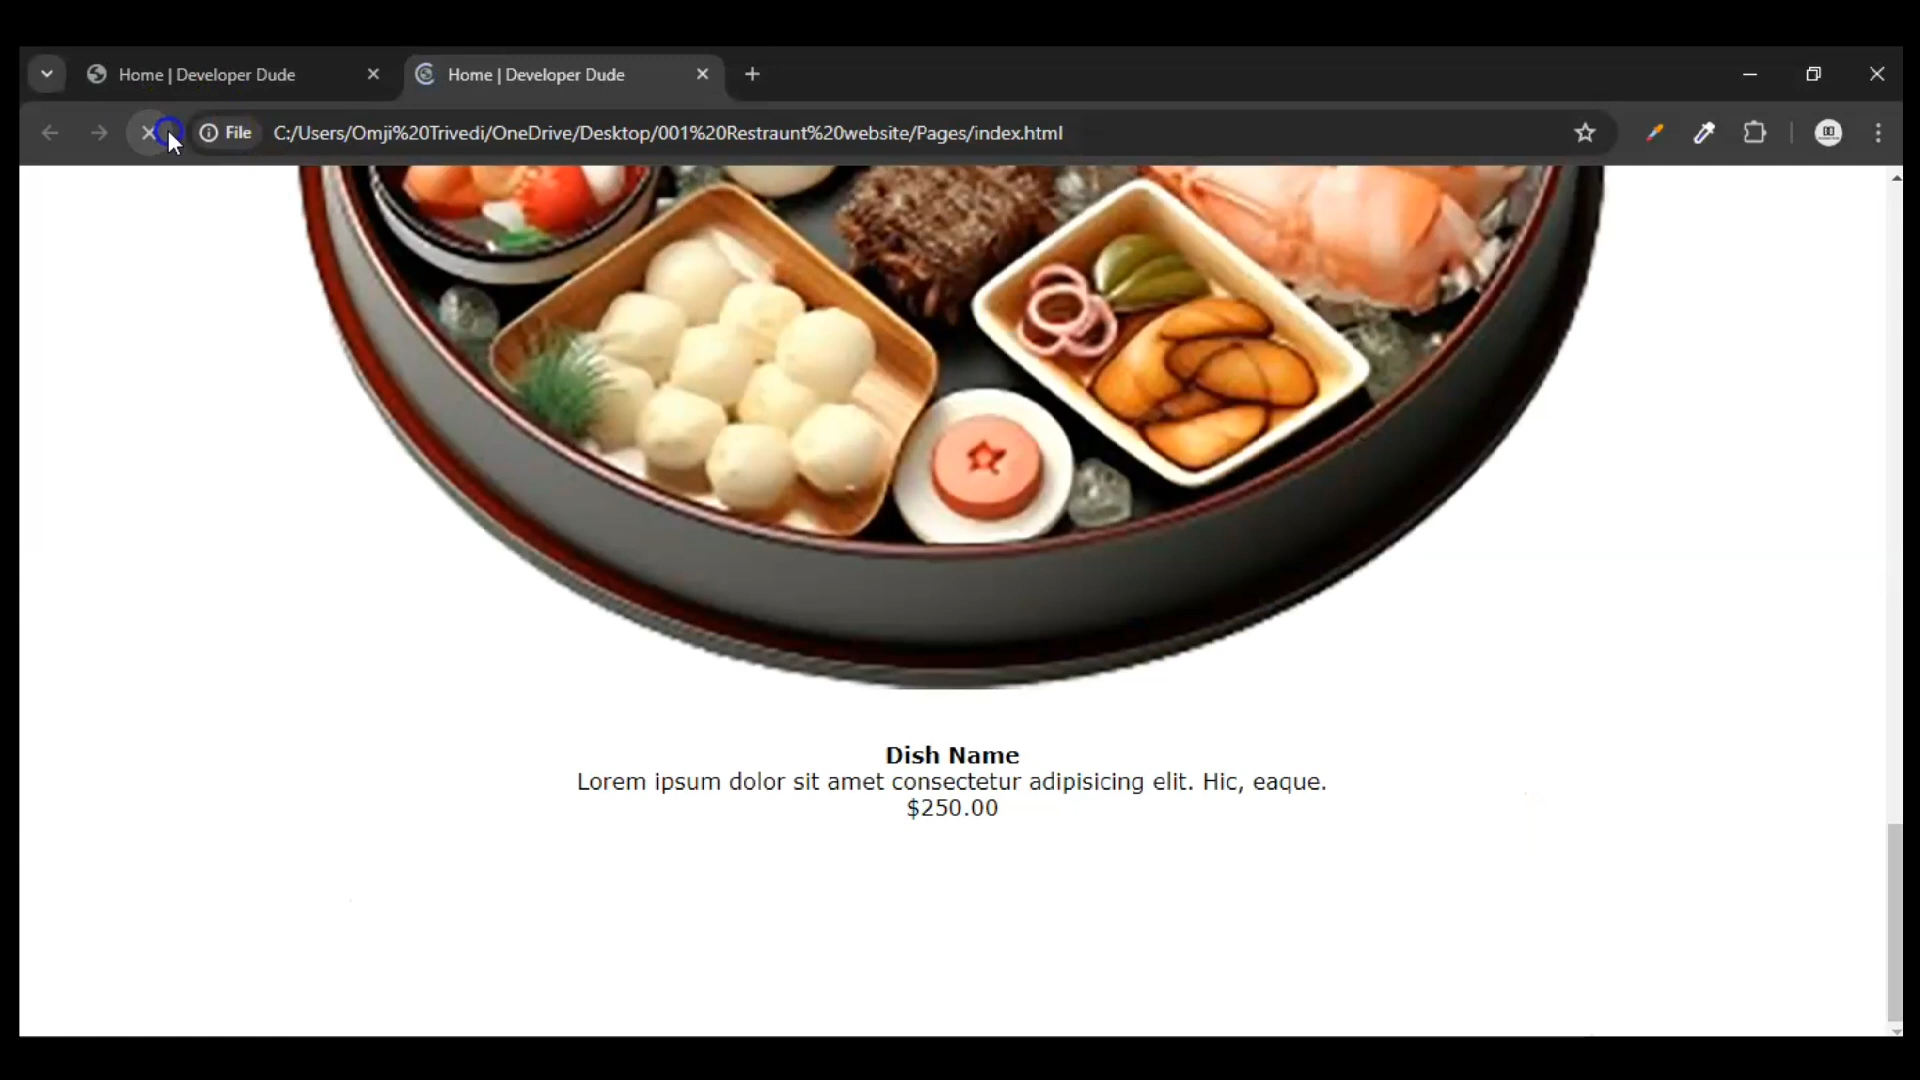 Home | Developer Dude
Home | Developer Dude
File
C:/Users/Omji%20Trivedi/OneDrive/Desktop/001%20Restraunt%20website/Pages/index.html
Dish Name
Lorem ipsum dolor sit amet consectetur adipisicing elit. Hic, eaque.
$250.00